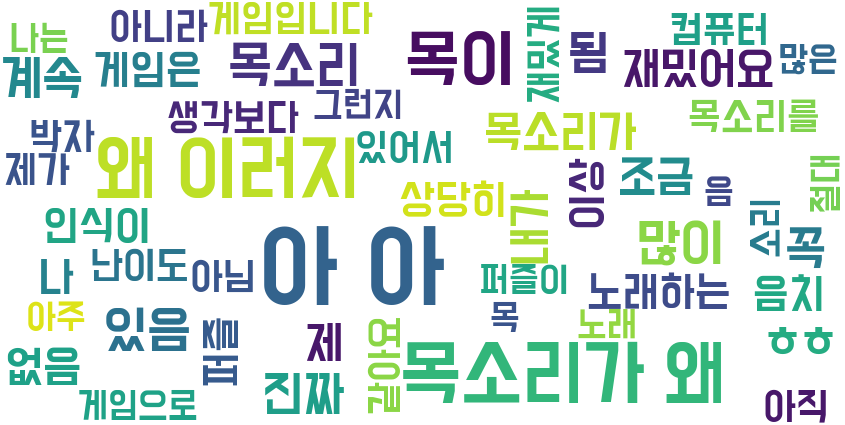 나는
아니라
게임입니다
계속
게임은
목소리
목이
재밌게
됨
컴퓨터
재밌어요
많은
생각보다
그런지
박자
제가
왜 이러지
있어서
목소리가
목소리를
상당히
내가
이상
조금
음
절대
인식이
나
난이도
아님
아 아
퍼즐이
많이
소리
꼭
노래하는
음치
아주
있음
퍼즐
제
목
노래
ㅎㅎ
없음
게임으로
진짜
같아요
목소리가 왜
아직